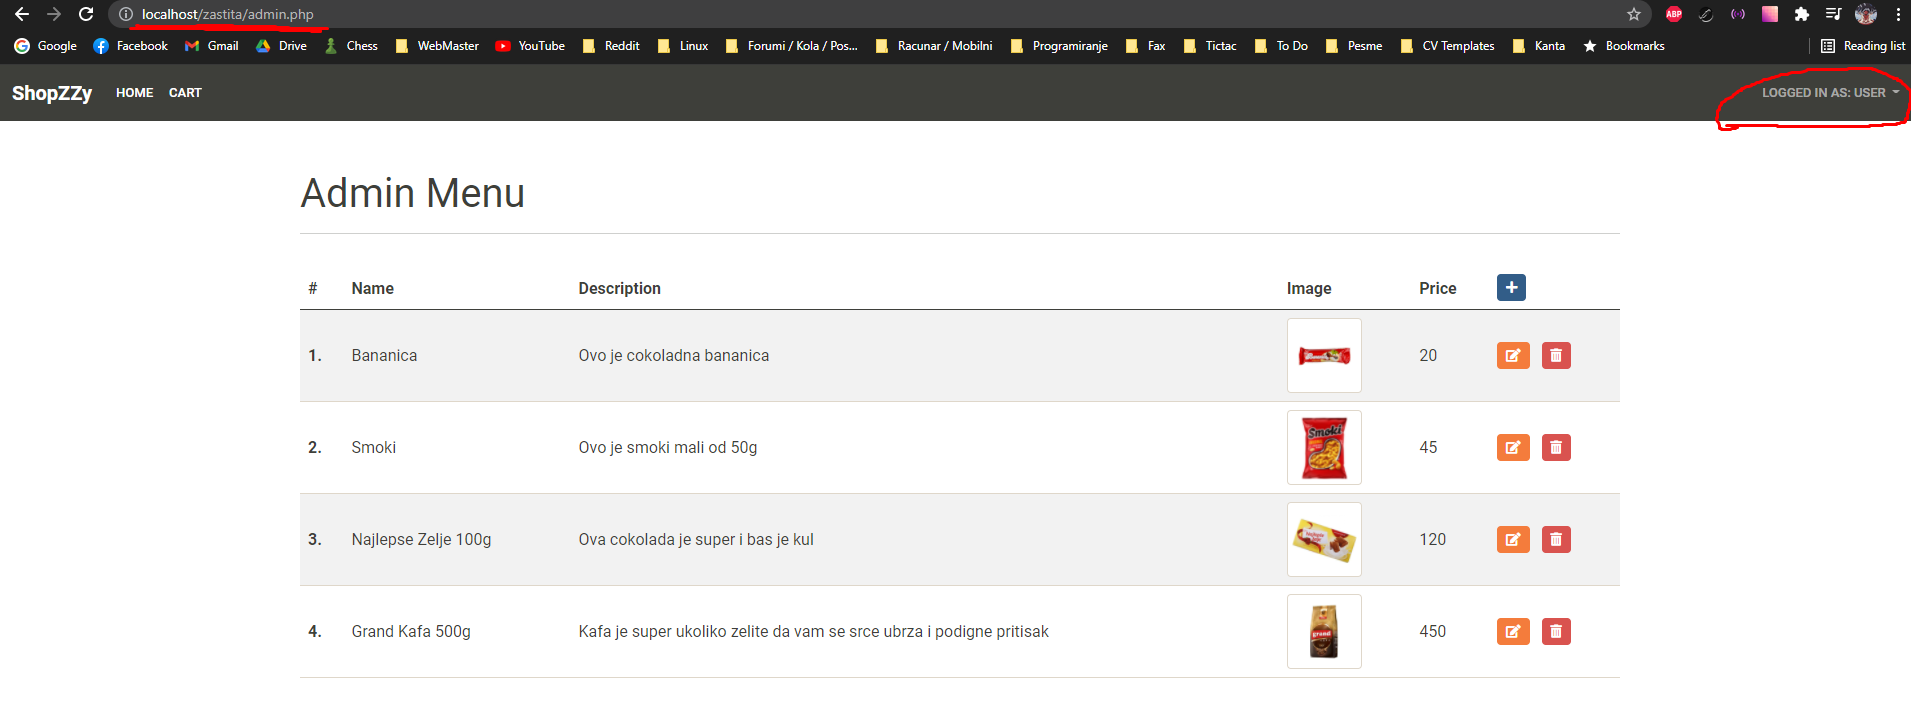 localhost/zastita/admin.php
ABP
Google Facebook Gmail Drive Chess WebMaster YouTube Reddit Linux Forumi / Kola / Pos... Racunar / Mobilni Programiranje Fax Tictac To Do Pesme CV Templates Kanta Bookmarks Reading list
ShopZZy HOME CART LOGGED IN AS: USER
Admin Menu
# Name Description Image Price
1. Bananica Ovo je cokoladna bananica 20
2. Smoki Ovo je smoki mali od 50g Smoki 45
3. Najlepse Zelje 100g Ova cokolada je super i bas je kul 120
4. Grand Kafa 500g Kafa je super ukoliko zelite da vam se srce ubrza i podigne pritisak grand 450